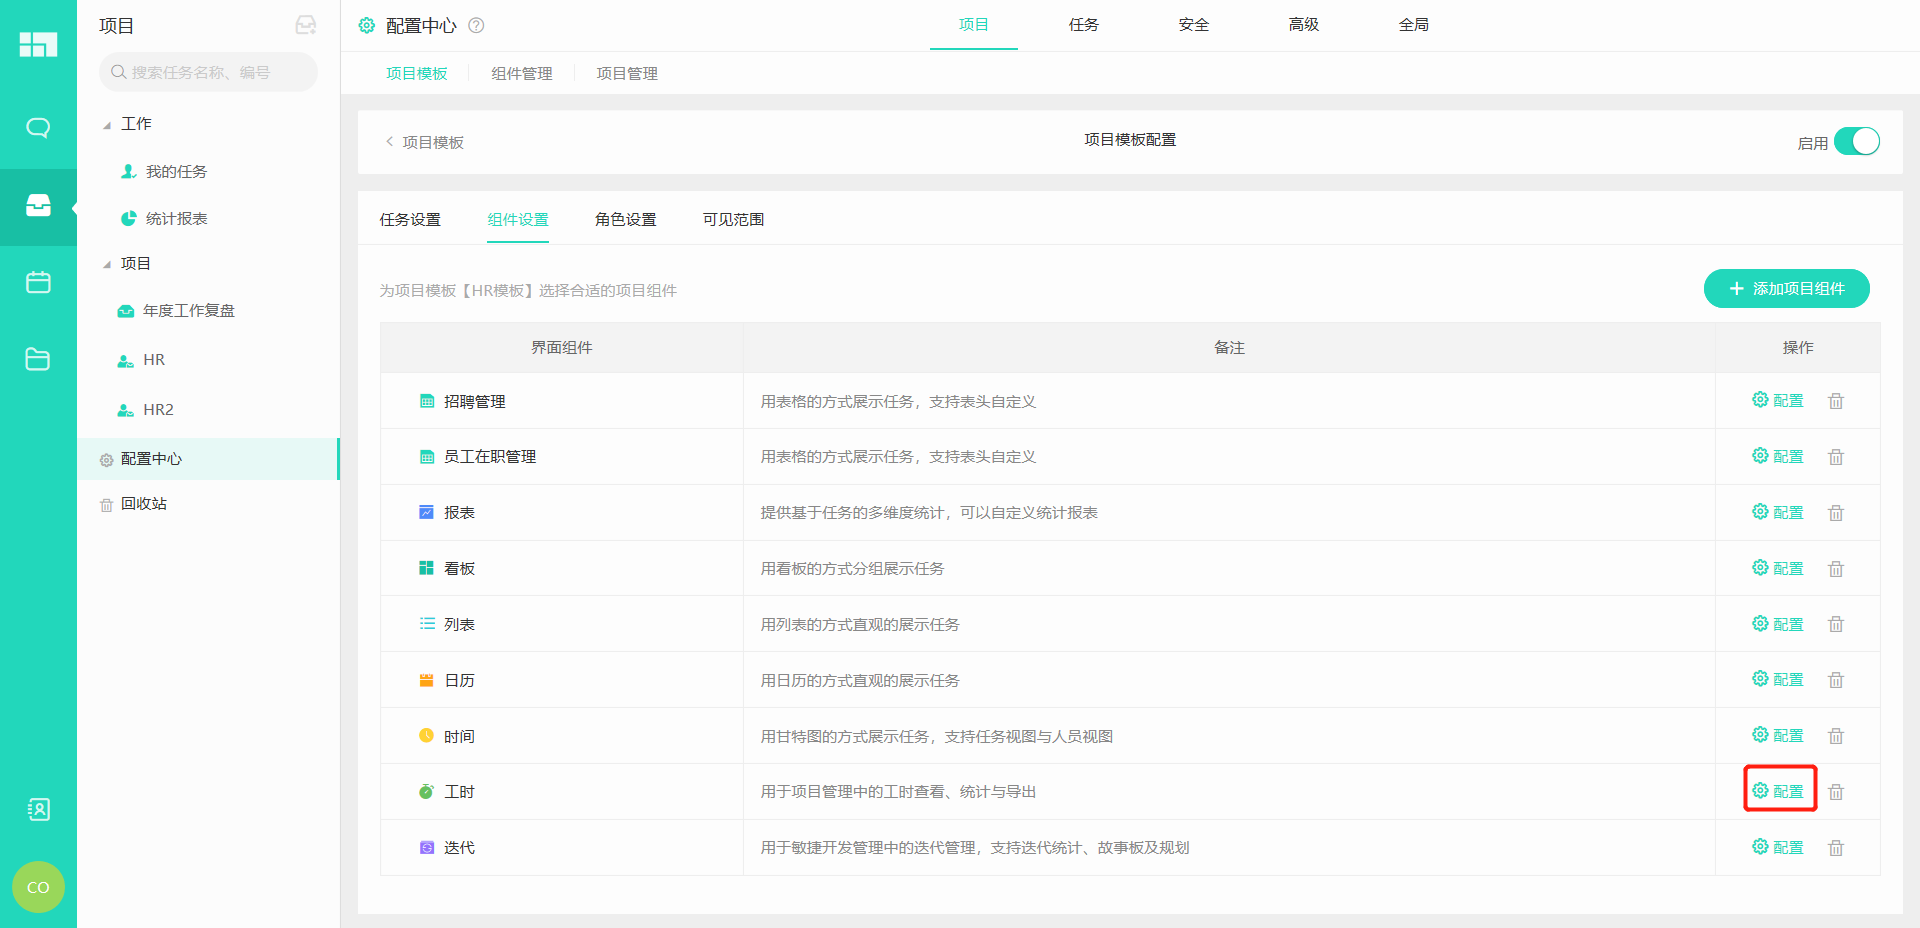 项目
搜索任务名称、编号
工作
我的任务
统计报表
项目
年度工作复盘
HR
HR2
配置中心
回收站
CO
配置中心
项目 任务 安全 高级 全局
项目模板 组件管理 项目管理
项目模板 项目模板配置 启用
任务设置 组件设置 角色设置 可见范围
为项目模板【HR模板】选择合适的项目组件 添加项目组件
界面组件 备注 操作
招聘管理 用表格的方式展示任务，支持表头自定义 配置
员工在职管理 用表格的方式展示任务，支持表头自定义 配置
报表 提供基于任务的多维度统计，可以自定义统计报表 配置
看板 用看板的方式分组展示任务 配置
列表 用列表的方式直观的展示任务 配置
日历 用日历的方式直观的展示任务 配置
时间 用甘特图的方式展示任务，支持任务视图与人员视图 配置
工时 用于项目管理中的工时查看、统计与导出 配置
迭代 用于敏捷开发管理中的迭代管理，支持迭代统计、故事板及规划 配置